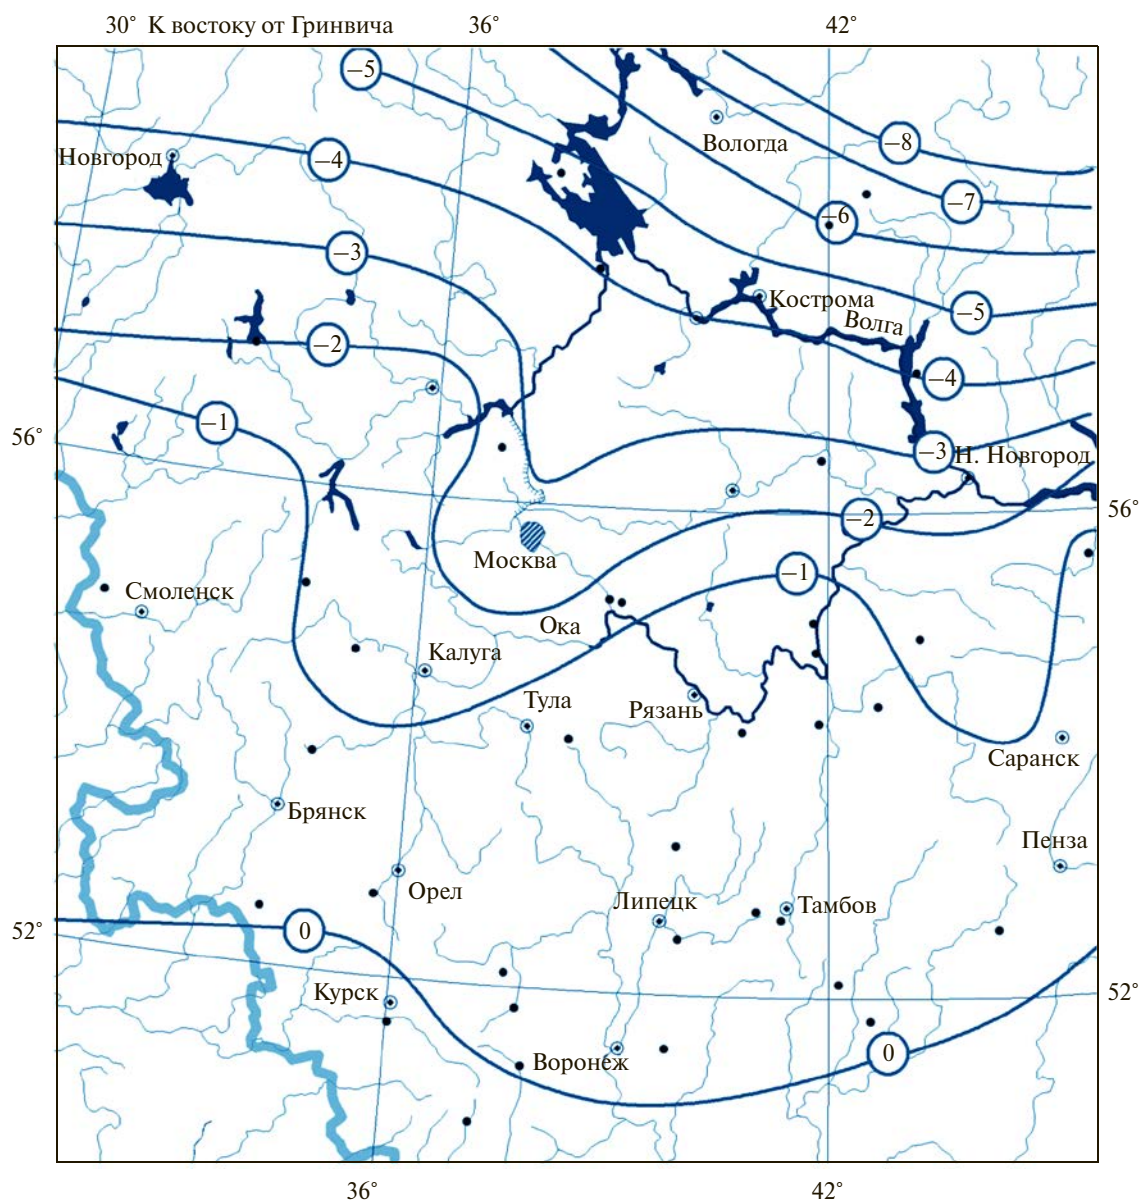 30° К востоку от Гринвича
36°
42°
−5
−8
Вологда
Новгород
−4
−7
−6
−3
Кострома
Волга
−5
−2
−4
−1
56°
−3
Н. Новгород
56°
−2
Москва
−1
Смоленск
Ока
Калуга
Тула
Рязань
Саранск
Брянск
Пенза
Орел
Липецк
Тамбов
52°
0
Курск
52°
Воронеж
0
36°
42°